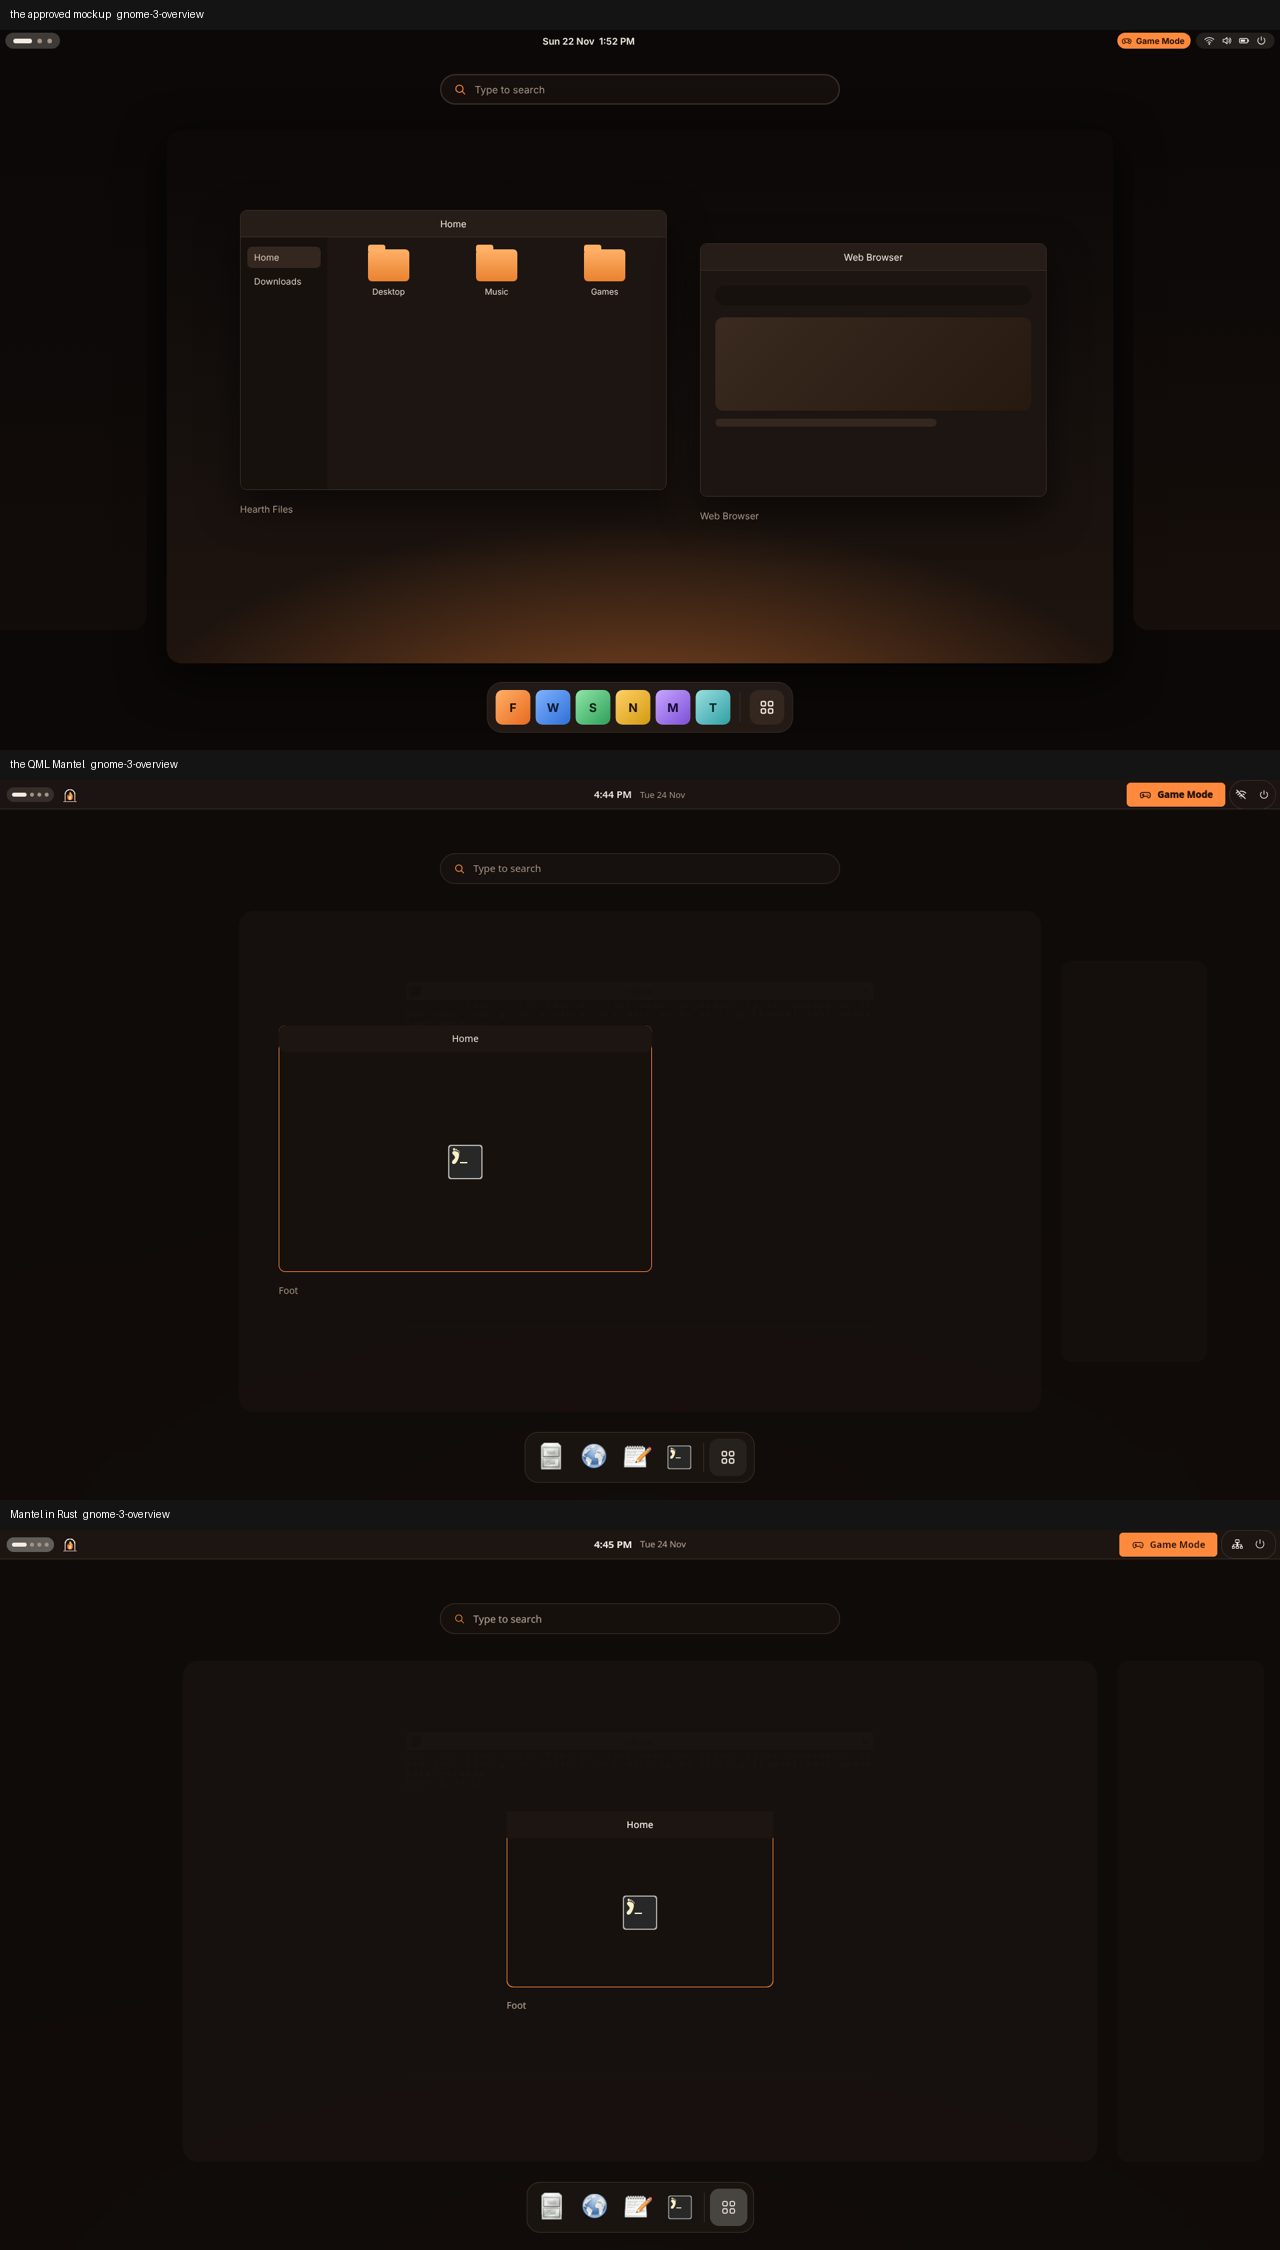 the approved mockup gnome-3-overview
Sun 22 Nov 1:52 PM
Game Mode
Type to search
Home
Home
Downloads
Desktop
Music
Games
Web Browser
Hearth Files
Web Browser
F
W
S
N
M
T
the QML Mantel gnome-3-overview
4:44 PM Tue 24 Nov
Game Mode
Type to search
Home
Foot
Mantel in Rust gnome-3-overview
4:45 PM Tue 24 Nov
Game Mode
Type to search
Home
Foot